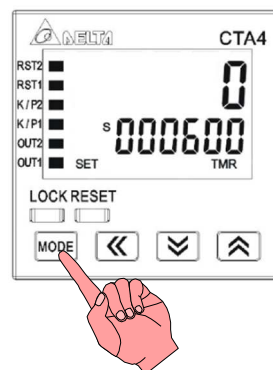 DELTA CTA4
RST2
0
RST1
K/P2
K/P1
S 000600
OUT2
OUT1 SET TMR
LOCK RESET
MODE